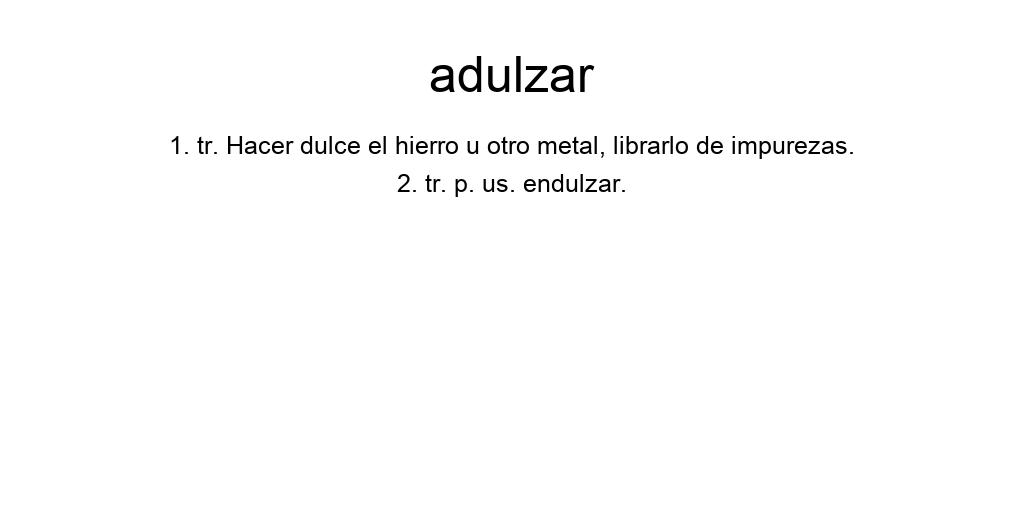 adulzar
1. tr. Hacer dulce el hierro u otro metal, librarlo de impurezas.
2. tr. p. us. endulzar.